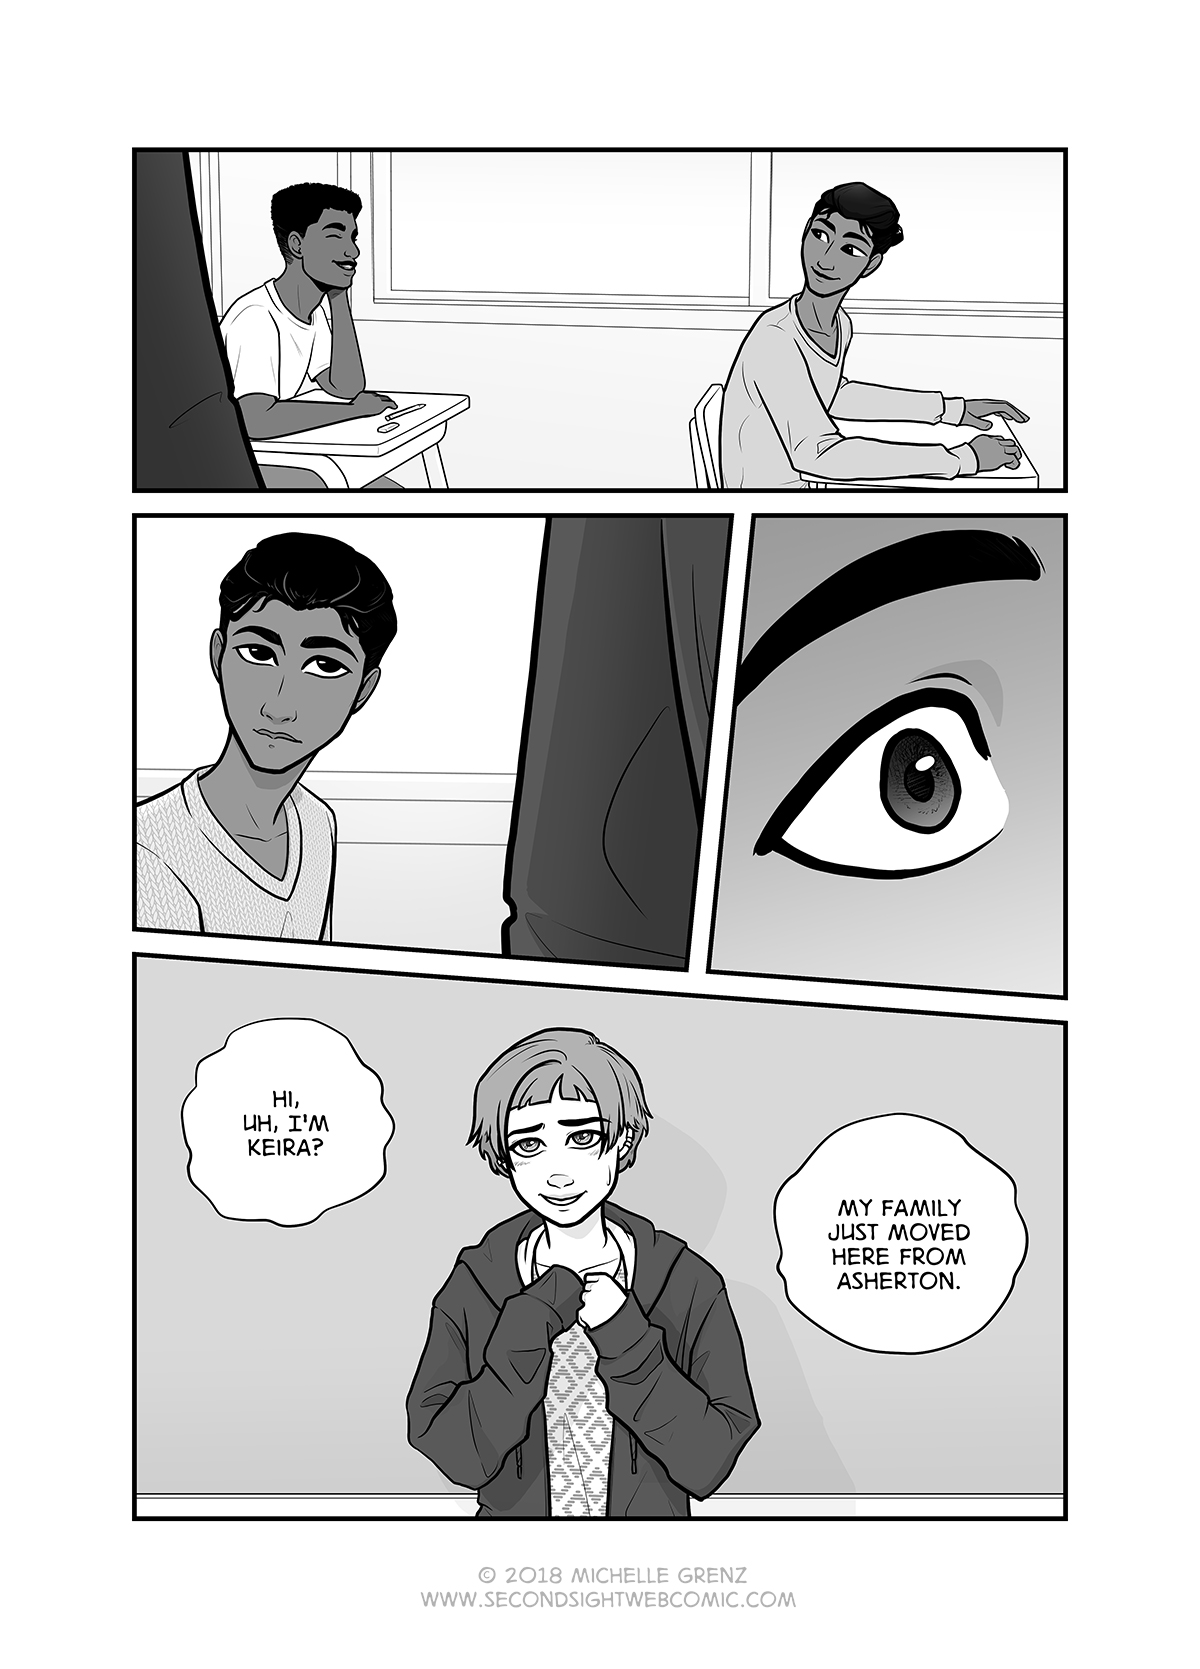 HI,
UH, I'M
KEIRA?
MY FAMILY
JUST MOVED
HERE FROM
ASHERTON.
© 2018 MICHELLE GRENZ
WWW.SECONDSIGHTWEBCOMIC.COM